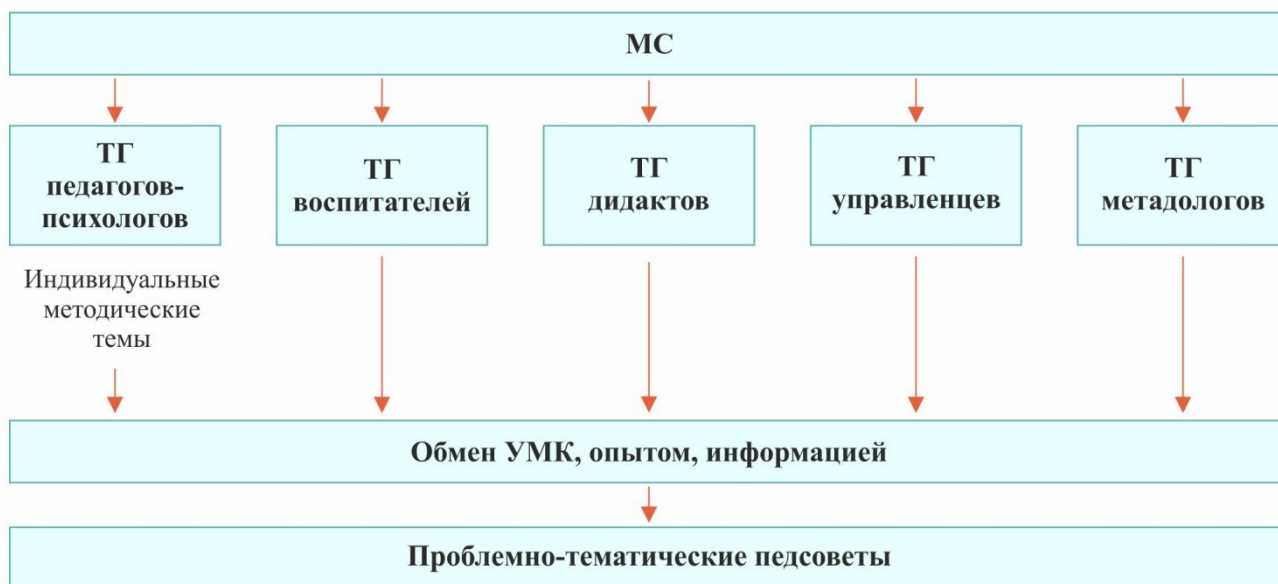 МС
ТГ
педагогов-
психологов
ТГ
воспитателей
ТГ
дидактов
ТГ
управленцев
ТГ
метадологов
Индивидуальные
методические
темы
Обмен УМК, опытом, информацией
Проблемно-тематические педсоветы